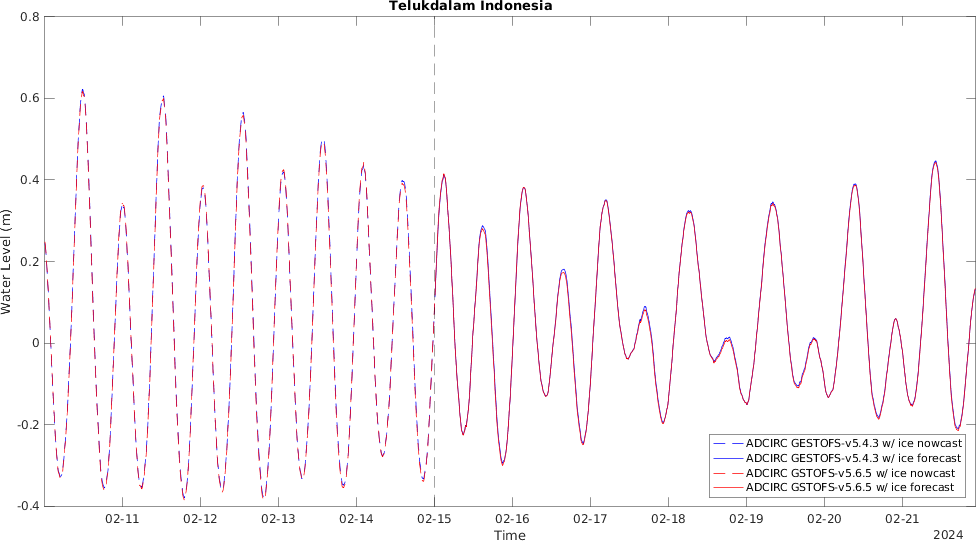 Telukdalam Indonesia
0.8
0.6
0.4
0.2
0
-0.2
-0.4
Water Level (m)
02-11 02-12 02-13 02-14 02-15 02-16 02-17 02-18 02-19 02-20 02-21
Time
2024
ADCIRC GESTOFS-v5.4.3 w/ ice nowcast
ADCIRC GESTOFS-v5.4.3 w/ ice forecast
ADCIRC GSTOFS-v5.6.5 w/ ice nowcast
ADCIRC GSTOFS-v5.6.5 w/ ice forecast